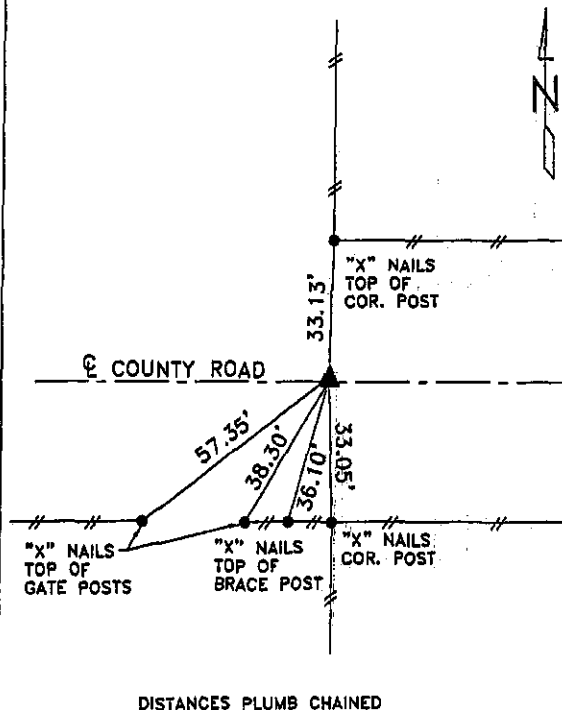 N
"X" NAILS
TOP OF
COR. POST
33.13'
℄ COUNTY ROAD
57.35'
38.30'
36.10'
33.05'
"X" NAILS
TOP OF
GATE POSTS
"X" NAILS
TOP OF
BRACE POST
"X" NAILS
COR. POST
DISTANCES PLUMB CHAINED